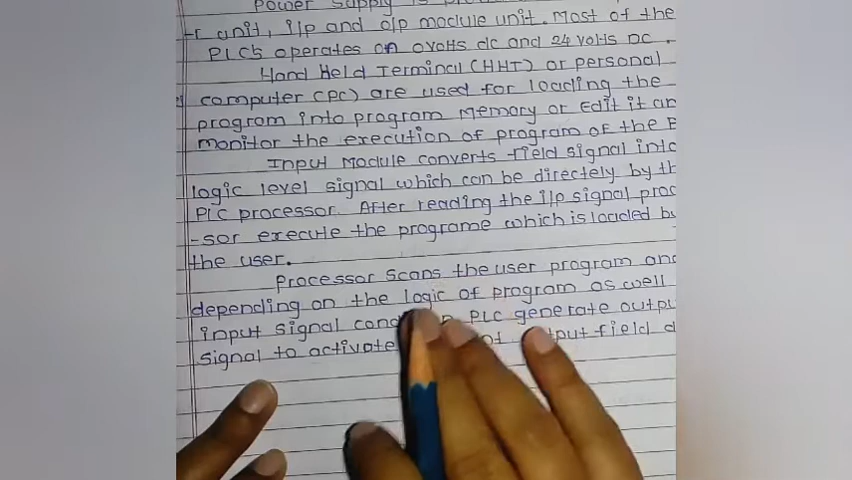 Power Supply is
-r unit, i/p and o/p module unit. Most of the
PLCs operates on 0 volts dc and 24 volts DC.
Hand Held Terminal (HHT) or personal
computer (PC) are used for loading the
program into program Memory or Edit it an
monitor the execution of program of the P
Input Module converts field signal into
logic level signal which can be directely by th
PLC processor. After reading the i/p signal proc
-sor execute the programe which is loaded by
the user.
Processor scans the user program and
depending on the logic of program as well
input signal PLC generate outpu
signal to activate output field d